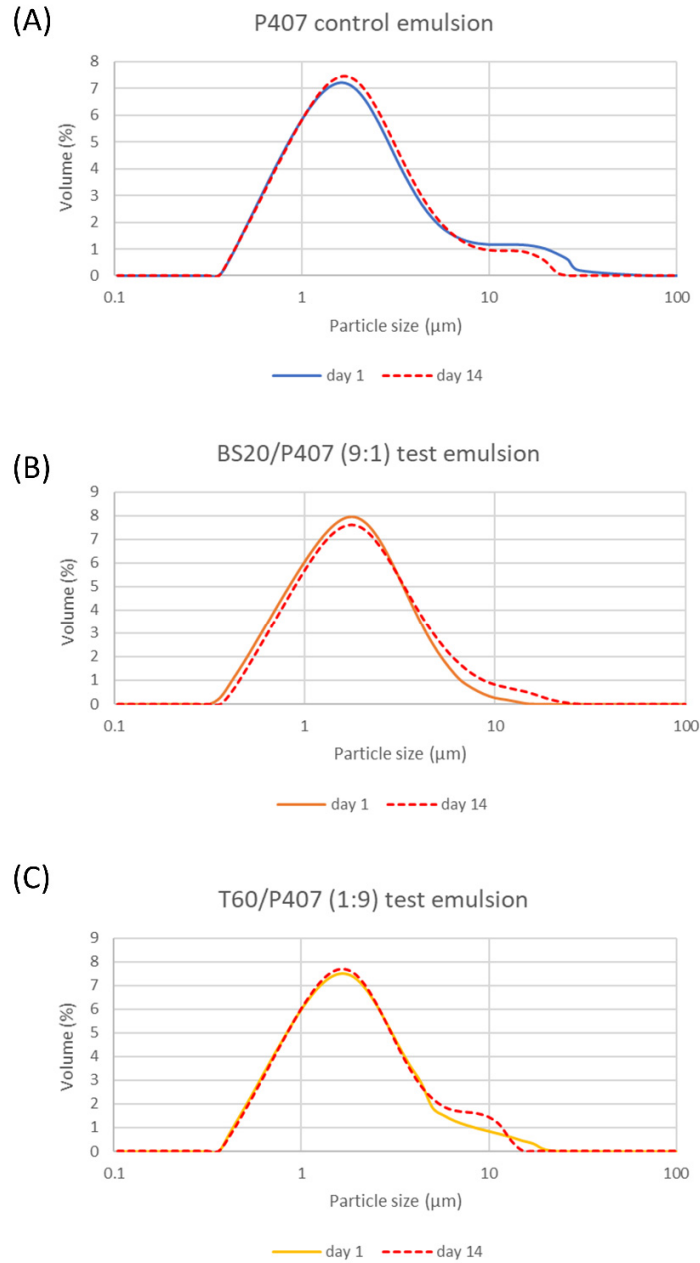 (A)
P407 control emulsion
8
7
6
5
4
3
2
1
0
Volume (%)
0.1 1 10 100
Particle size (µm)
day 1 day 14
(B)
BS20/P407 (9:1) test emulsion
9
8
7
6
5
4
3
2
1
0
Volume (%)
0.1 1 10 100
Particle size (µm)
day 1 day 14
(C)
T60/P407 (1:9) test emulsion
9
8
7
6
5
4
3
2
1
0
Volume (%)
0.1 1 10 100
Particle size (µm)
day 1 day 14